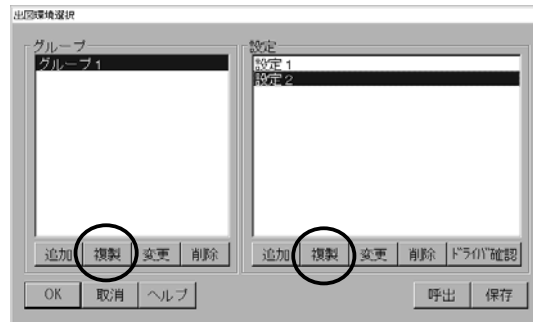 出図環境選択
グループ
グループ1
設定
設定1
設定2
追加 複製 変更 削除
追加 複製 変更 削除 ドライバ確認
OK 取消 ヘルプ 呼出 保存